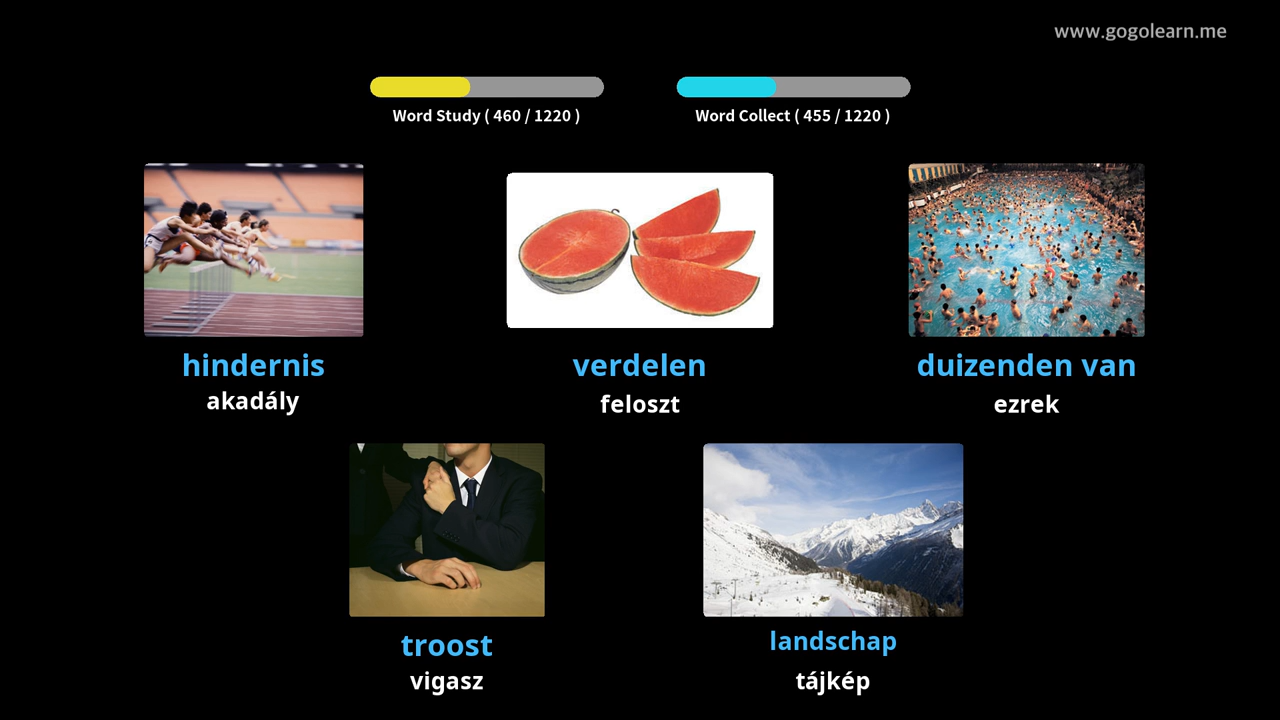 www.gogolearn.me
Word Study ( 460 / 1220 )
Word Collect ( 455 / 1220 )
hindernis
akadály
verdelen
feloszt
duizenden van
ezrek
troost
vigasz
landschap
tájkép